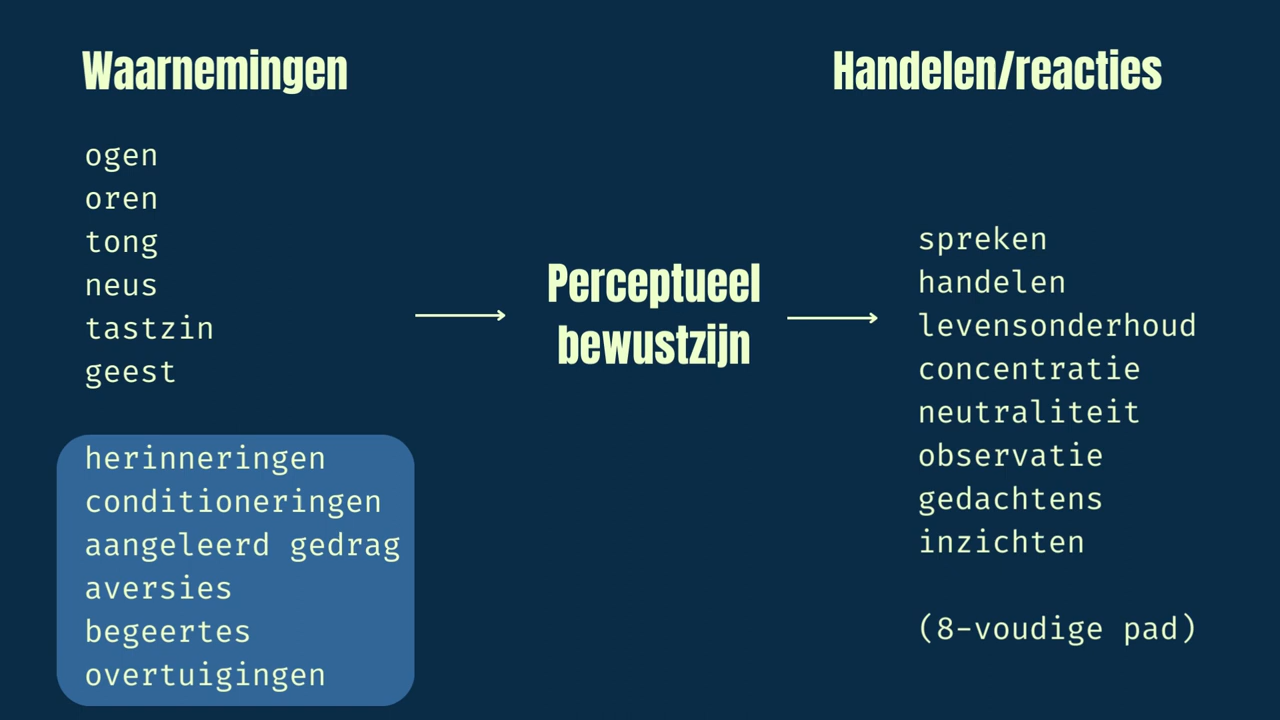 Waarnemingen
ogen
oren
tong
neus
tastzin
geest
herinneringen
conditioneringen
aangeleerd gedrag
aversies
begeertes
overtuigingen
Perceptueel
bewustzijn
Handelen/reacties
spreken
handelen
levensonderhoud
concentratie
neutraliteit
observatie
gedachtens
inzichten
(8-voudige pad)